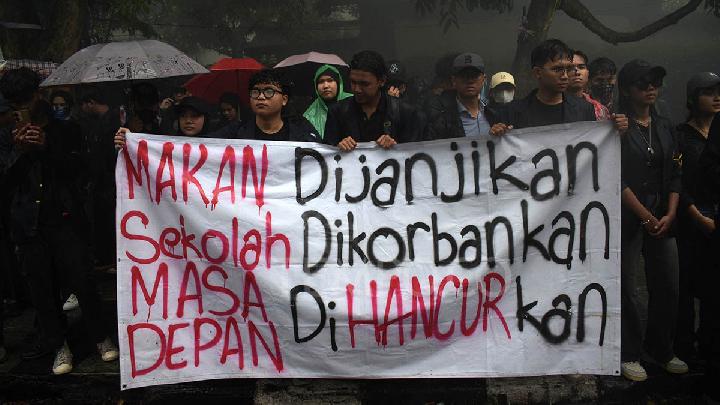 MAKAN Dijanjikan
Sekolah Dikorbankan
MASA
DEPAN DiHANCURkan